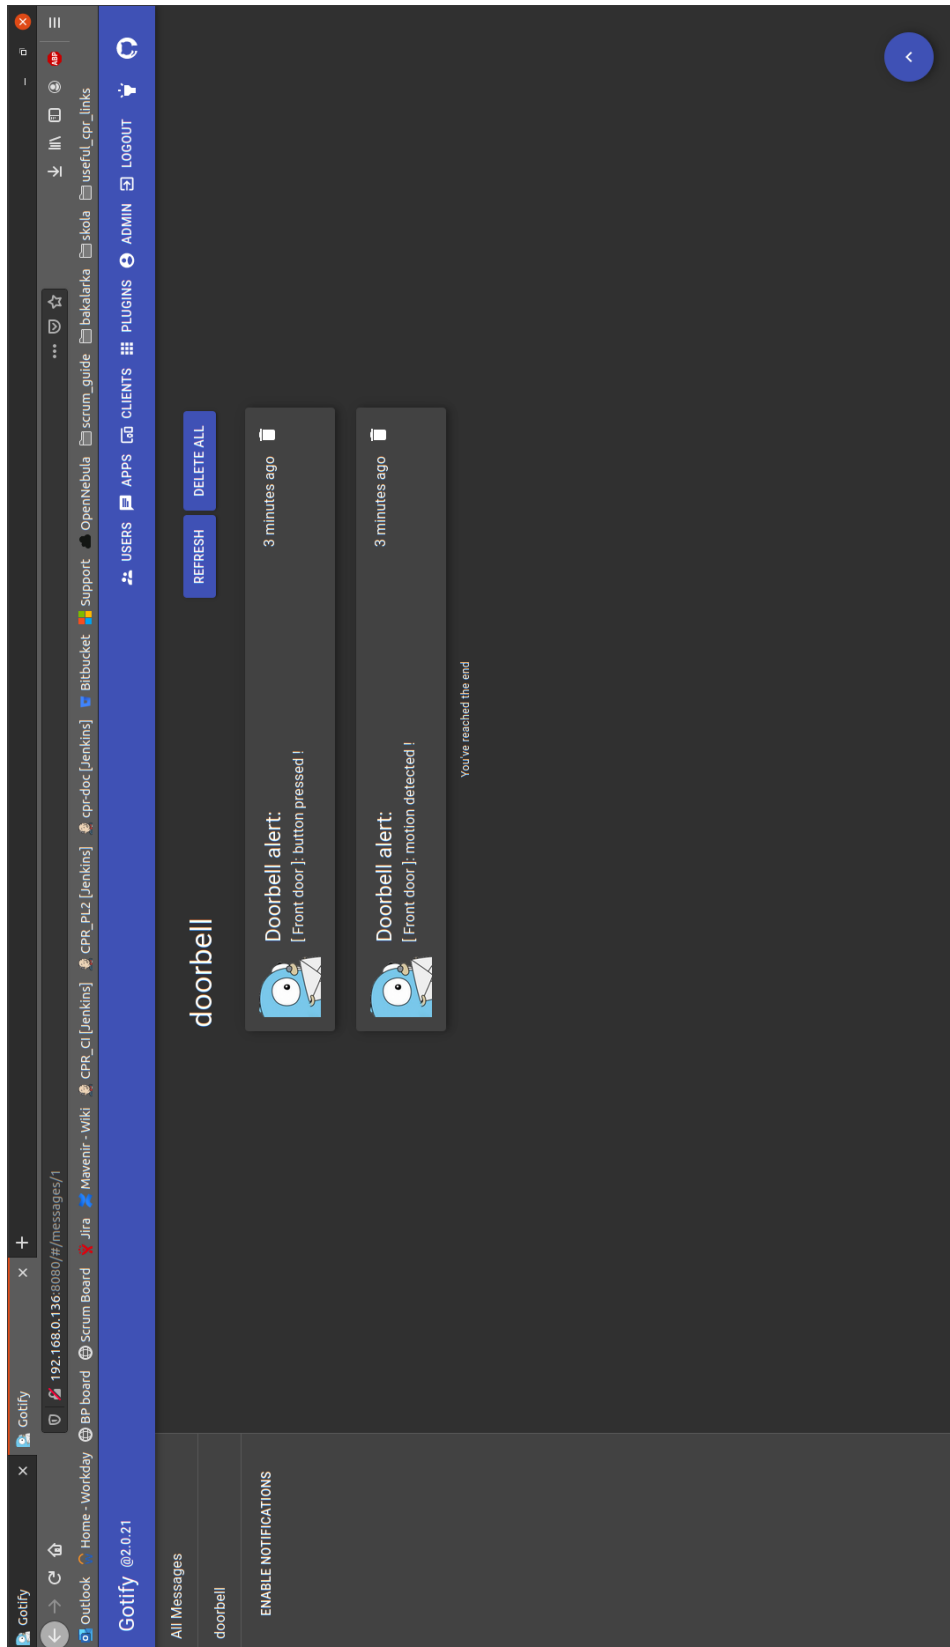 Gotify
Gotify
192.168.0.136:8080/#/messages/1
ABP
Outlook
Home - Workday
BP board
Scrum Board
Jira
Mavenir - Wiki
CPR_CI [Jenkins]
CPR_PL2 [Jenkins]
cpr-doc [Jenkins]
Bitbucket
Support
OpenNebula
scrum_guide
bakalarka
skola
useful_cpr_links
Gotify @2.0.21
USERS
APPS
CLIENTS
PLUGINS
ADMIN
LOGOUT
All Messages
doorbell
ENABLE NOTIFICATIONS
doorbell
REFRESH
DELETE ALL
Doorbell alert:
3 minutes ago
[ Front door ]: button pressed !
Doorbell alert:
3 minutes ago
[ Front door ]: motion detected !
You've reached the end